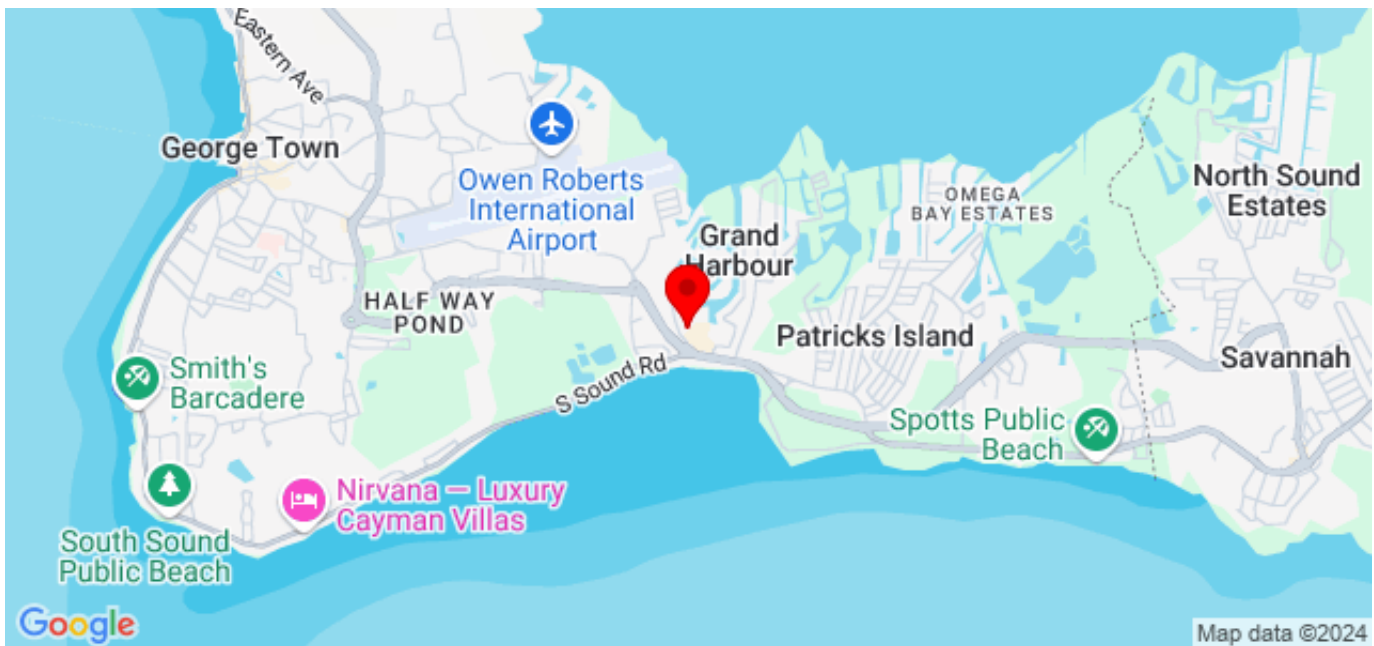 Eastern Ave
George Town
Owen Roberts
International
Airport
OMEGA
BAY ESTATES
North Sound
Estates
Grand
Harbour
HALF WAY
POND
Patricks Island
Savannah
Smith's
Barcadere
S Sound Rd
Spotts Public
Beach
Nirvana — Luxury
Cayman Villas
South Sound
Public Beach
Google
Map data ©2024